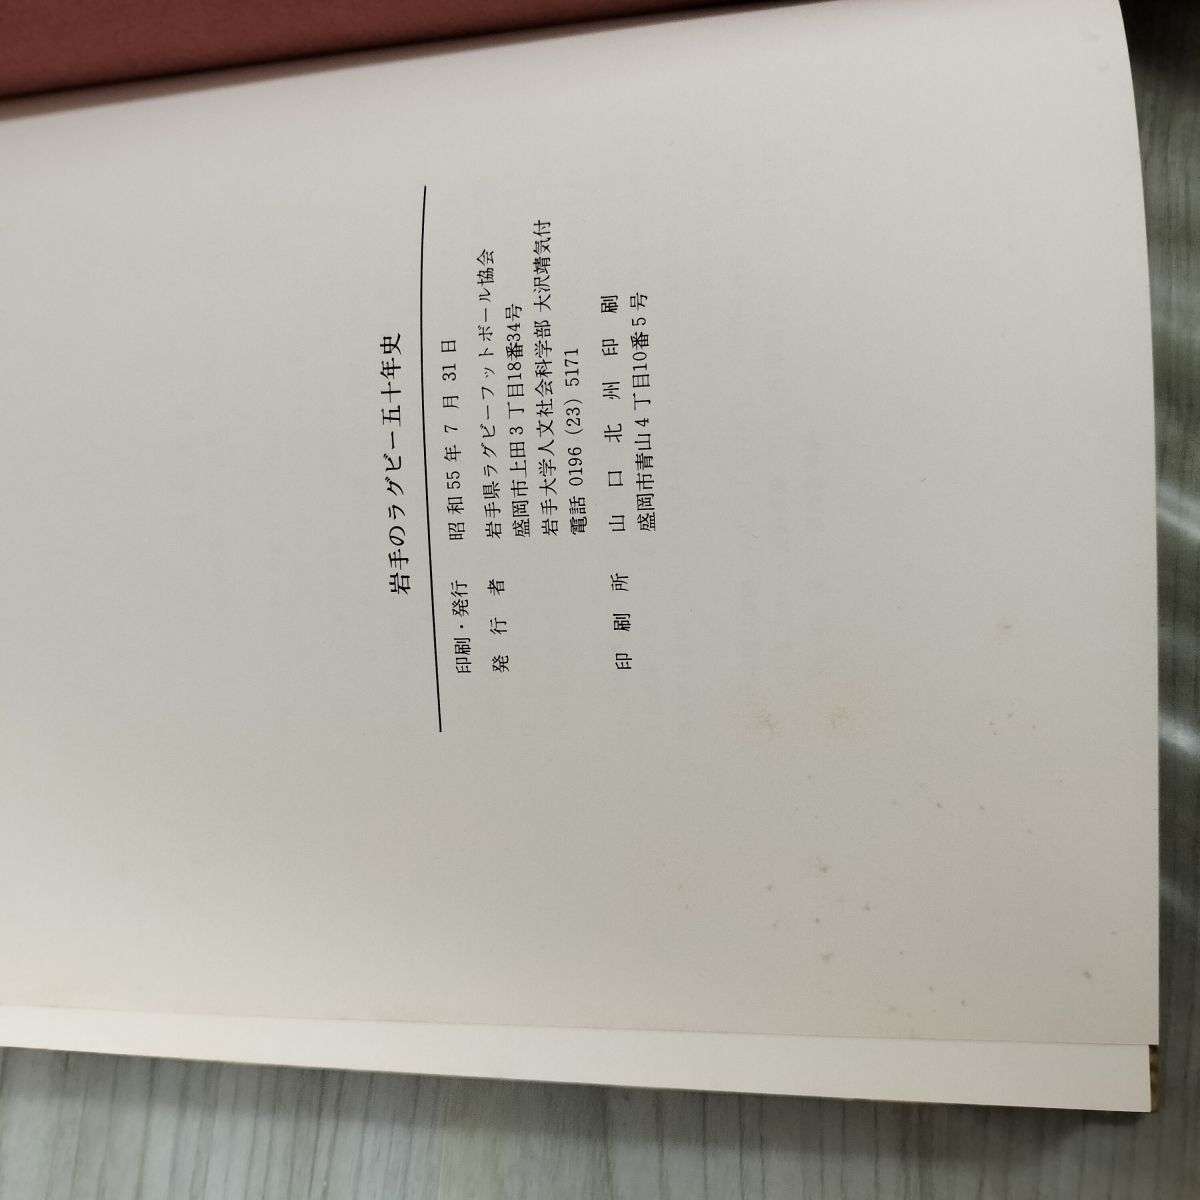 岩手のラグビー五十年史
印刷・発行 昭和55年7月31日
発行者 岩手県ラグビーフットボール協会
盛岡市上田3丁目18番34号
岩手大学人文社会科学部 大沢靖気付
電話 0196 (23) 5171
印刷所 山口北州印刷
盛岡市青山4丁目10番5号